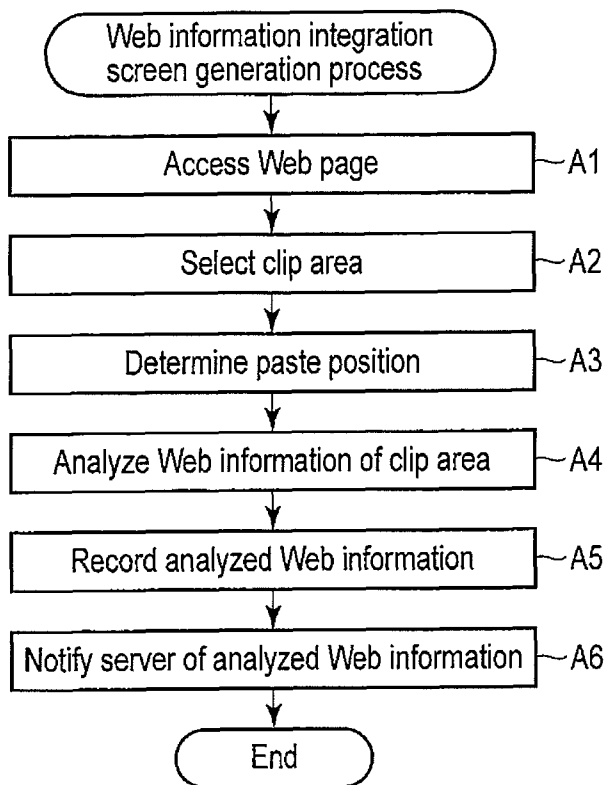 Web information integration
screen generation process
Access Web page
A1
Select clip area
A2
Determine paste position
A3
Analyze Web information of clip area
A4
Record analyzed Web information
A5
Notify server of analyzed Web information
A6
End